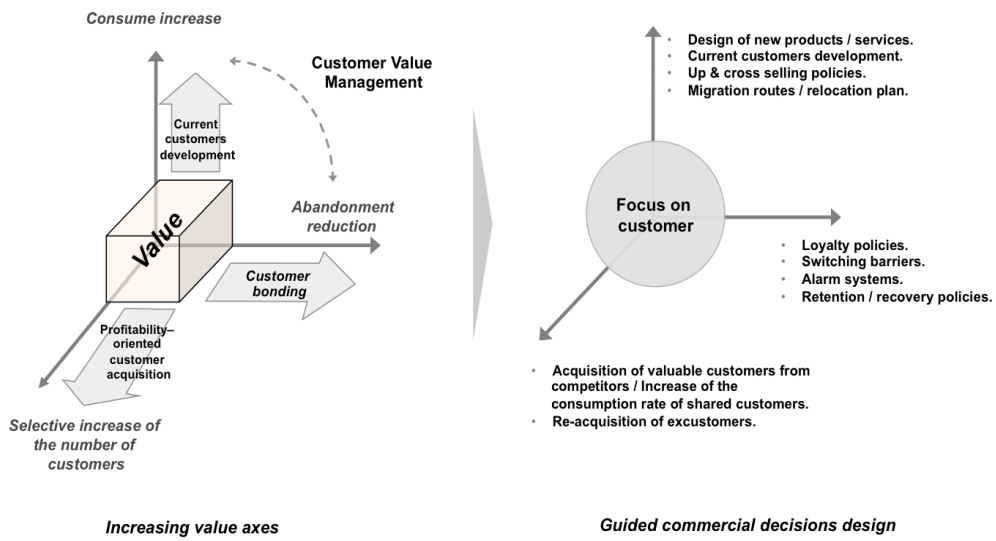 Consume increase
Customer Value
Management
Current
customers
development
Value
Abandonment
reduction
Customer
bonding
Profitability–
oriented
customer
acquisition
Selective increase of
the number of
customers
Increasing value axes
• Design of new products / services.
• Current customers development.
• Up & cross selling policies.
• Migration routes / relocation plan.
Focus on
customer
• Loyalty policies.
• Switching barriers.
• Alarm systems.
• Retention / recovery policies.
• Acquisition of valuable customers from
competitors / Increase of the
consumption rate of shared customers.
• Re-acquisition of excustomers.
Guided commercial decisions design